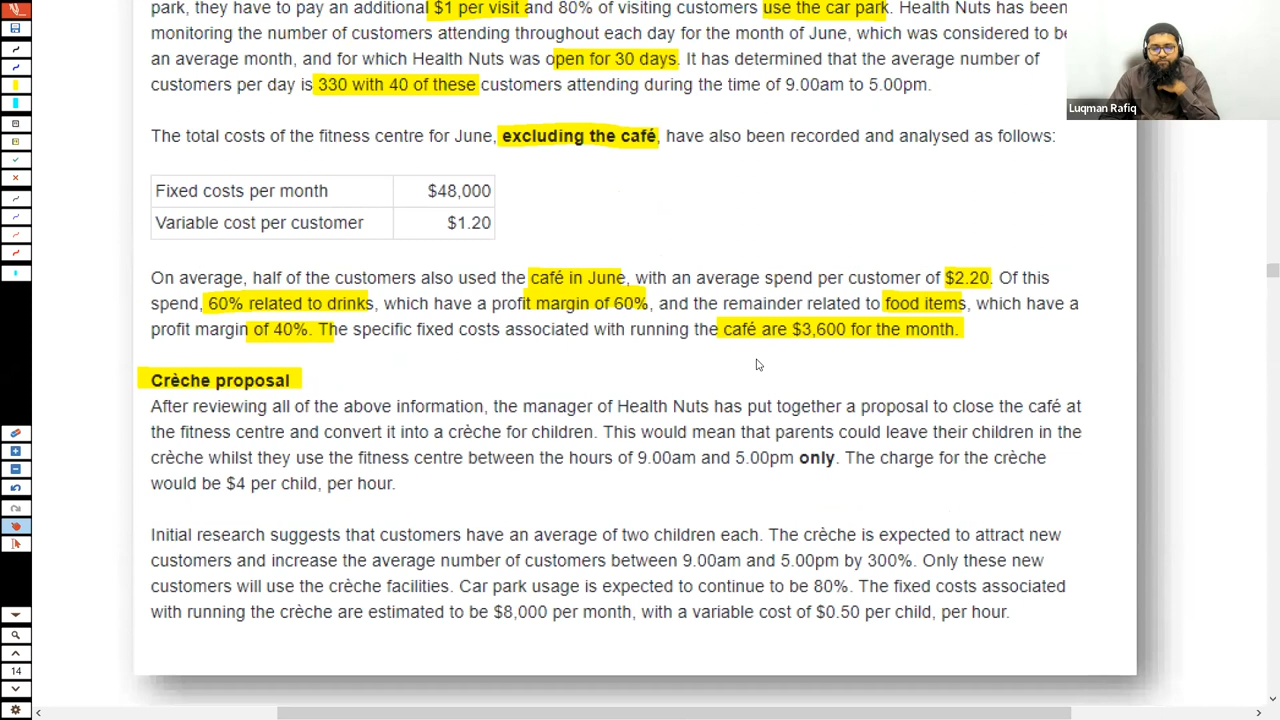 park, they have to pay an additional $1 per visit and 80% of visiting customers use the car park. Health Nuts has been
monitoring the number of customers attending throughout each day for the month of June, which was considered to be
an average month, and for which Health Nuts was open for 30 days. It has determined that the average number of
customers per day is 330 with 40 of these customers attending during the time of 9.00am to 5.00pm.
Luqman Rafiq
The total costs of the fitness centre for June, excluding the café, have also been recorded and analysed as follows:
Fixed costs per month $48,000
Variable cost per customer $1.20
On average, half of the customers also used the café in June, with an average spend per customer of $2.20. Of this
spend, 60% related to drinks, which have a profit margin of 60%, and the remainder related to food items, which have a
profit margin of 40%. The specific fixed costs associated with running the café are $3,600 for the month.
Crèche proposal
After reviewing all of the above information, the manager of Health Nuts has put together a proposal to close the café at
the fitness centre and convert it into a crèche for children. This would mean that parents could leave their children in the
crèche whilst they use the fitness centre between the hours of 9.00am and 5.00pm only. The charge for the crèche
would be $4 per child, per hour.
Initial research suggests that customers have an average of two children each. The crèche is expected to attract new
customers and increase the average number of customers between 9.00am and 5.00pm by 300%. Only these new
customers will use the crèche facilities. Car park usage is expected to continue to be 80%. The fixed costs associated
with running the crèche are estimated to be $8,000 per month, with a variable cost of $0.50 per child, per hour.
14